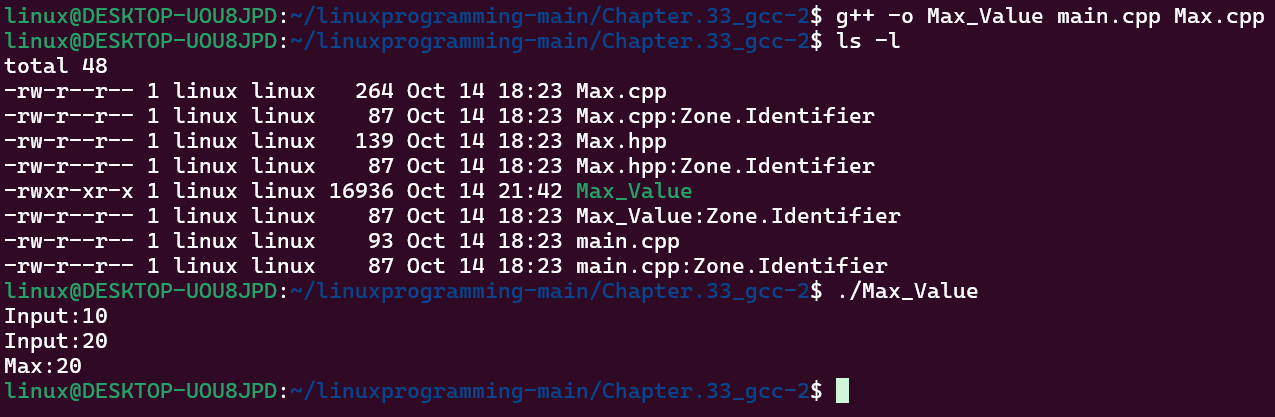 linux@DESKTOP-UOU8JPD:~/linuxprogramming-main/Chapter.33_gcc-2$ g++ -o Max_Value main.cpp Max.cpp
linux@DESKTOP-UOU8JPD:~/linuxprogramming-main/Chapter.33_gcc-2$ ls -l
total 48
-rw-r--r-- 1 linux linux   264 Oct 14 18:23 Max.cpp
-rw-r--r-- 1 linux linux    87 Oct 14 18:23 Max.cpp:Zone.Identifier
-rw-r--r-- 1 linux linux   139 Oct 14 18:23 Max.hpp
-rw-r--r-- 1 linux linux    87 Oct 14 18:23 Max.hpp:Zone.Identifier
-rwxr-xr-x 1 linux linux 16936 Oct 14 21:42 Max_Value
-rw-r--r-- 1 linux linux    87 Oct 14 18:23 Max_Value:Zone.Identifier
-rw-r--r-- 1 linux linux    93 Oct 14 18:23 main.cpp
-rw-r--r-- 1 linux linux    87 Oct 14 18:23 main.cpp:Zone.Identifier
linux@DESKTOP-UOU8JPD:~/linuxprogramming-main/Chapter.33_gcc-2$ ./Max_Value
Input:10
Input:20
Max:20
linux@DESKTOP-UOU8JPD:~/linuxprogramming-main/Chapter.33_gcc-2$